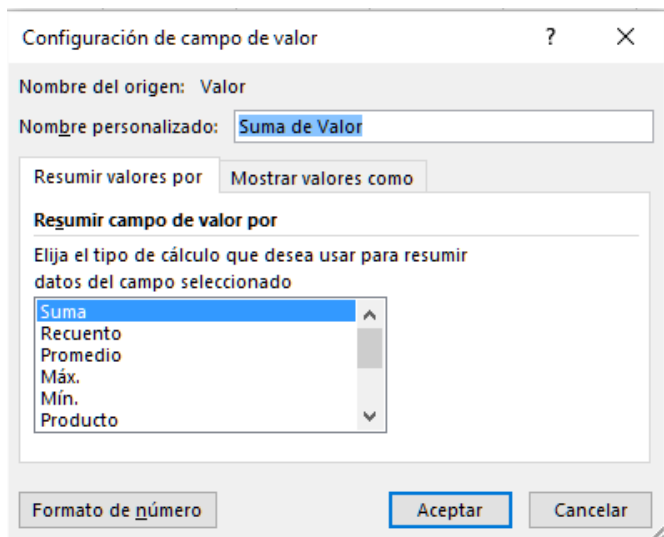 Configuración de campo de valor ? ×
Nombre del origen: Valor
Nombre personalizado: Suma de Valor
Resumir valores por Mostrar valores como
Resumir campo de valor por
Elija el tipo de cálculo que desea usar para resumir
datos del campo seleccionado
Suma
Recuento
Promedio
Máx.
Mín.
Producto
Formato de número Aceptar Cancelar